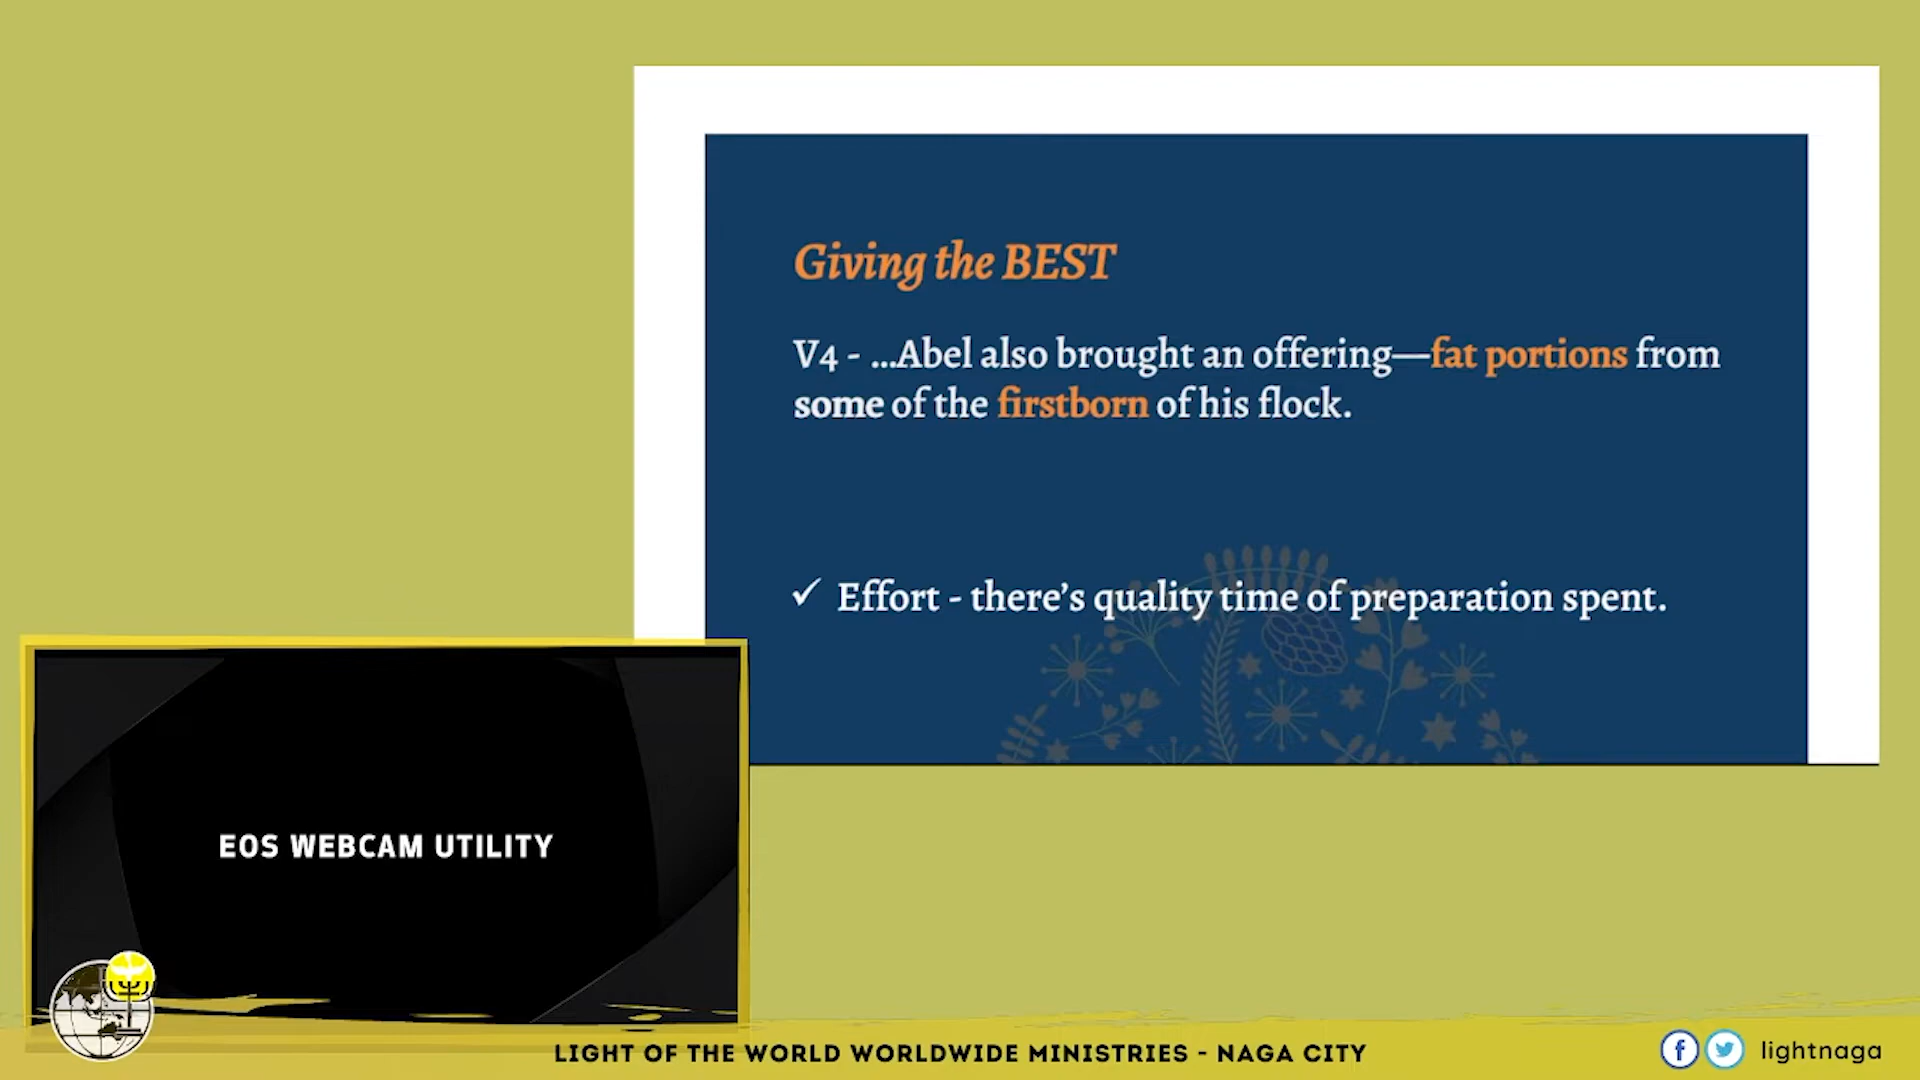 Giving the BEST
V4 - ...Abel also brought an offering—fat portions from
some of the firstborn of his flock.
✓ Effort - there's quality time of preparation spent.
EOS WEBCAM UTILITY
LIGHT OF THE WORLD WORLDWIDE MINISTRIES - NAGA CITY
lightnaga